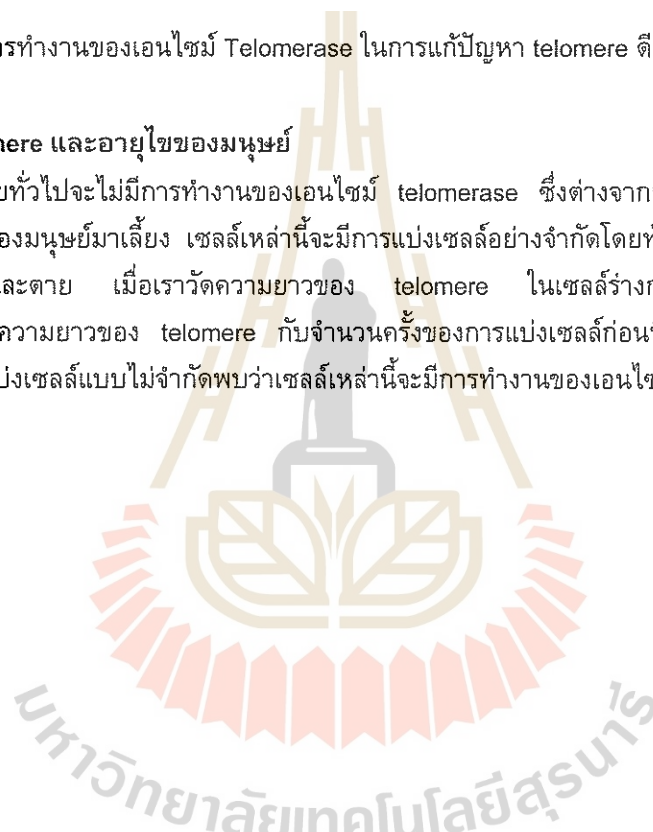 รทำงานของเอนไซม์ Telomerase ในการแก้ปัญหา telomere ดี
nere และอายุไขของมนุษย์
ยทั่วไปจะไม่มีการทำงานของเอนไซม์ telomerase ซึ่งต่างจาก
องมนุษย์มาเลี้ยง เซลล์เหล่านี้จะมีการแบ่งเซลล์อย่างจำกัดโดยท
ละตาย เมื่อเราวัดความยาวของ telomere ในเซลล์ร่างก
ความยาวของ telomere กับจำนวนครั้งของการแบ่งเซลล์ก่อน
บ่งเซลล์แบบไม่จำกัดพบว่าเซลล์เหล่านี้จะมีการทำงานของเอนไซ
มหาวิทยาลัยเทคโนโลยีสุรนารี